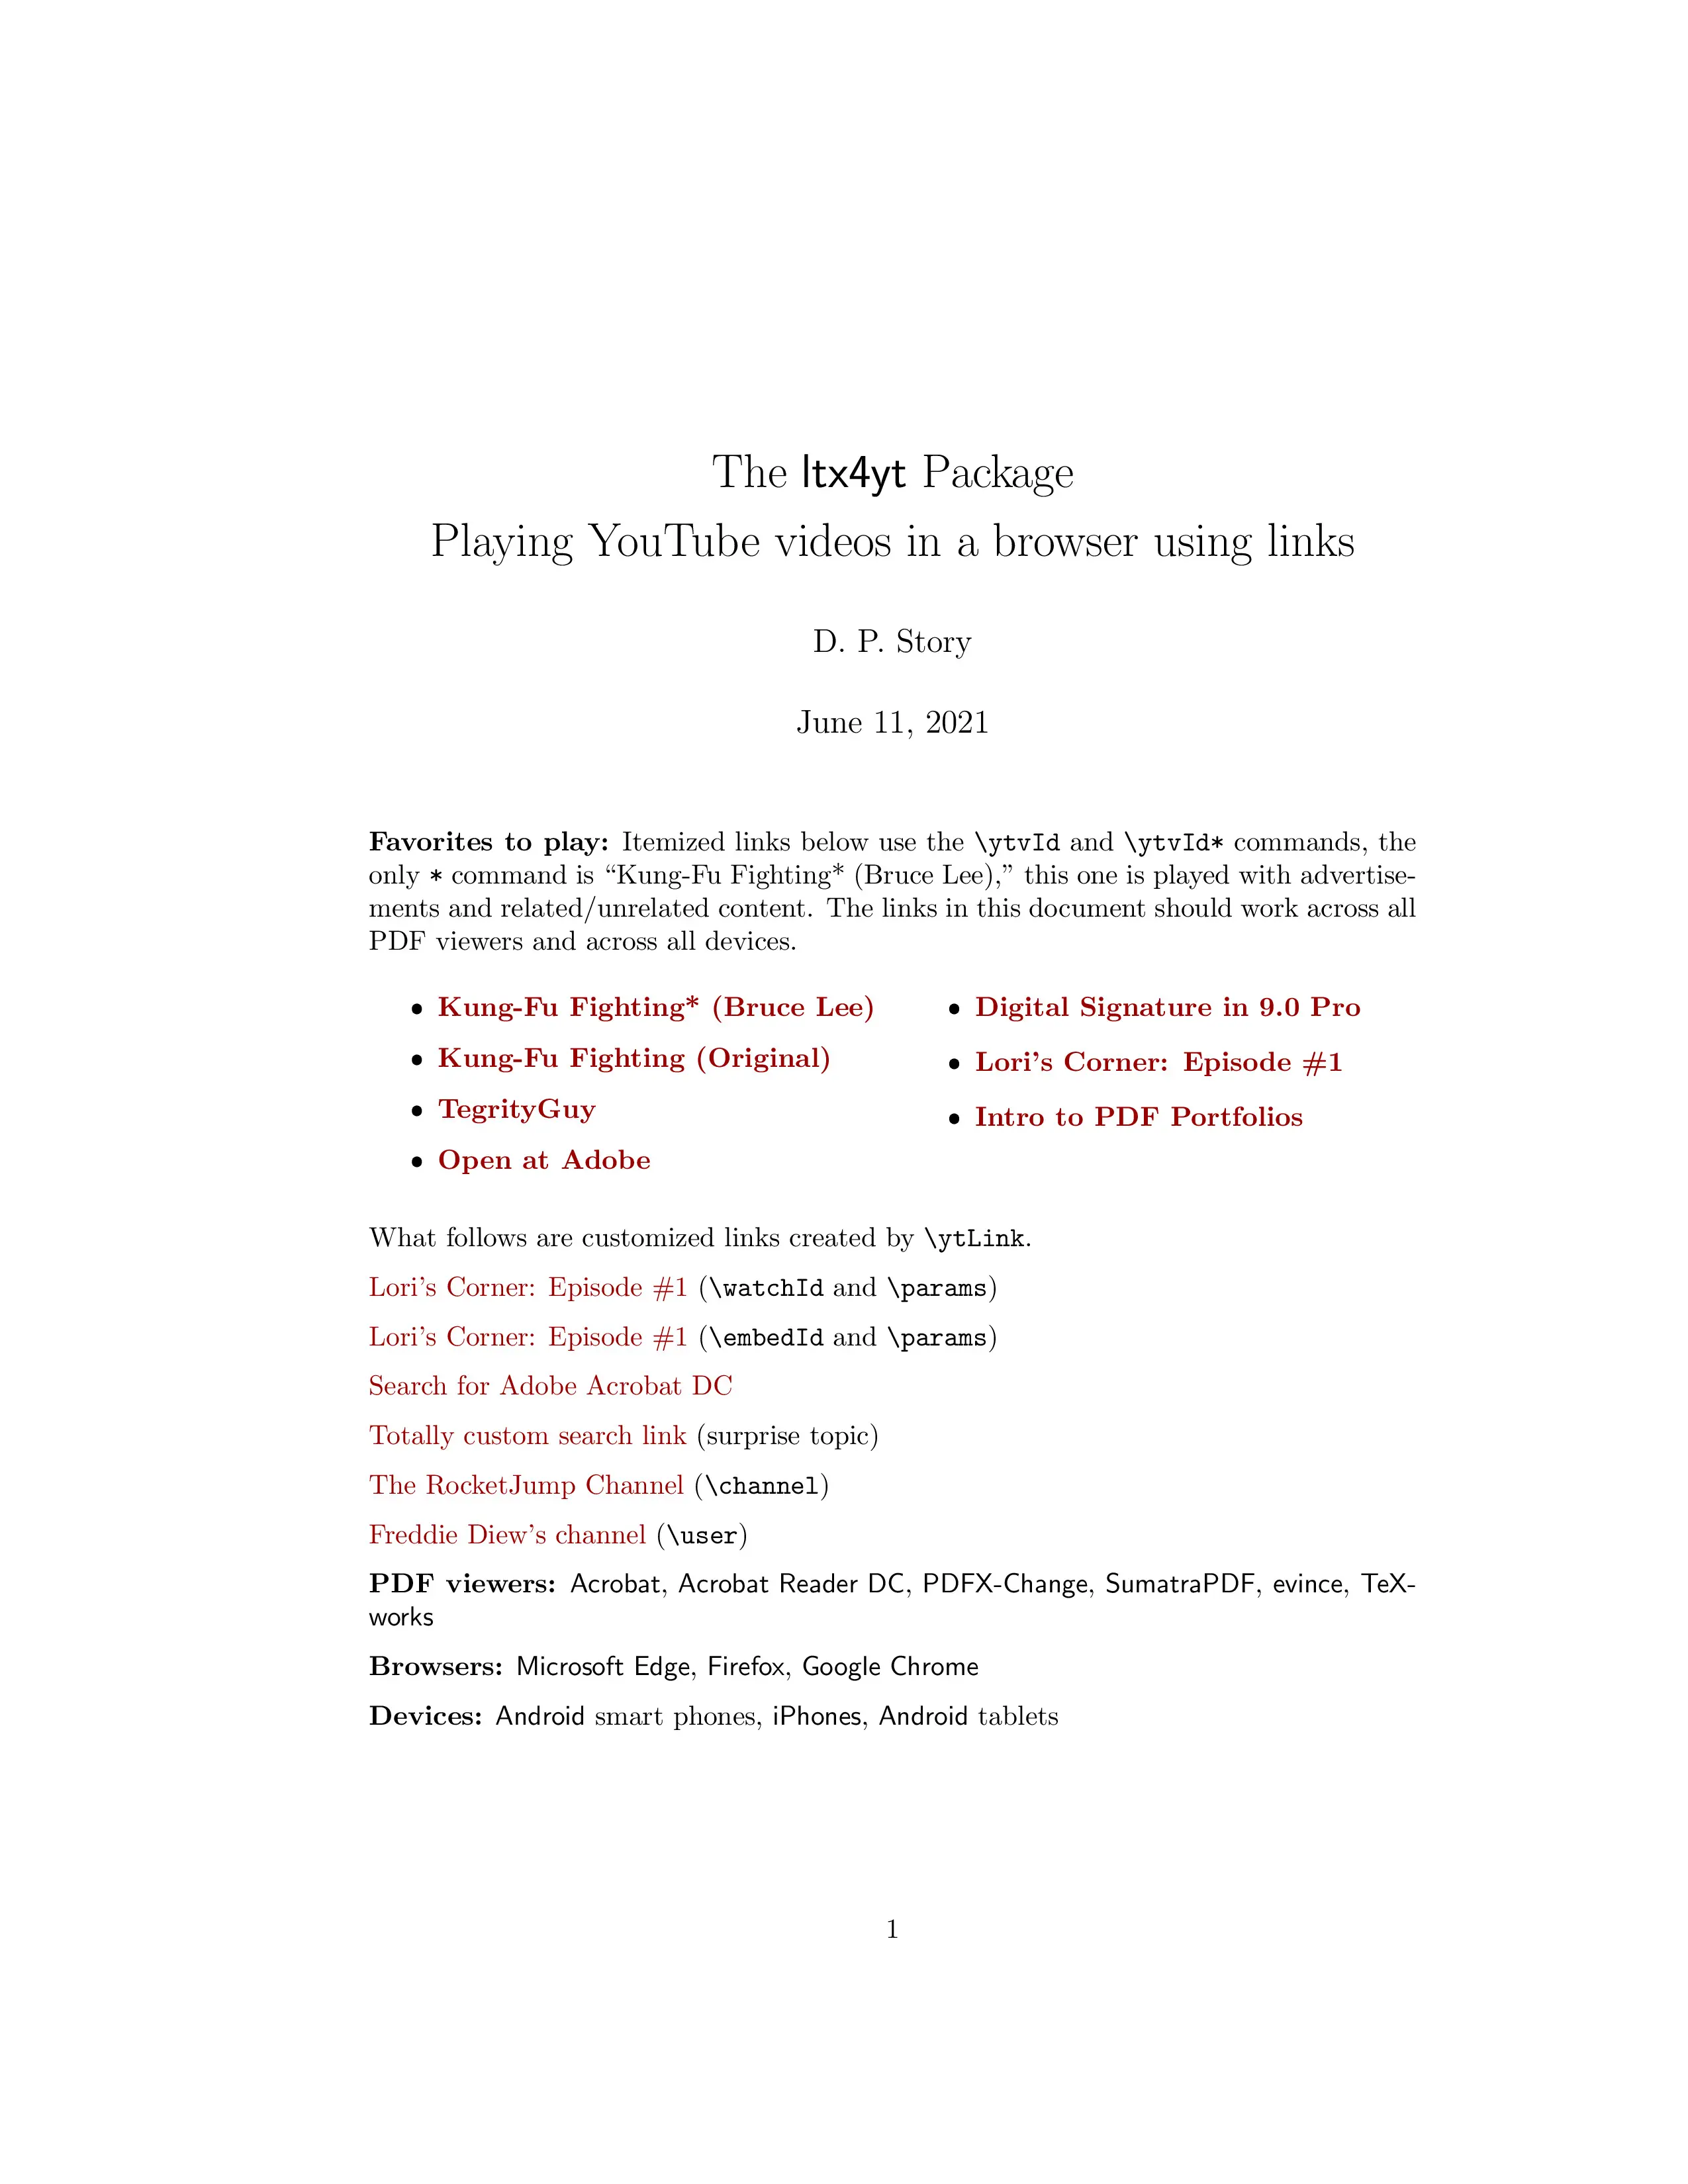 The ltx4yt Package
Playing YouTube videos in a browser using links
D. P. Story
June 11, 2021
Favorites to play: Itemized links below use the \ytvId and \ytvId* commands, the
only * command is “Kung-Fu Fighting* (Bruce Lee),” this one is played with advertise-
ments and related/unrelated content. The links in this document should work across all
PDF viewers and across all devices.
• Kung-Fu Fighting* (Bruce Lee)
• Kung-Fu Fighting (Original)
• TegrityGuy
• Open at Adobe
• Digital Signature in 9.0 Pro
• Lori’s Corner: Episode #1
• Intro to PDF Portfolios
What follows are customized links created by \ytLink.
Lori’s Corner: Episode #1 (\watchId and \params)
Lori’s Corner: Episode #1 (\embedId and \params)
Search for Adobe Acrobat DC
Totally custom search link (surprise topic)
The RocketJump Channel (\channel)
Freddie Diew’s channel (\user)
PDF viewers: Acrobat, Acrobat Reader DC, PDFX-Change, SumatraPDF, evince, TeX-
works
Browsers: Microsoft Edge, Firefox, Google Chrome
Devices: Android smart phones, iPhones, Android tablets
1